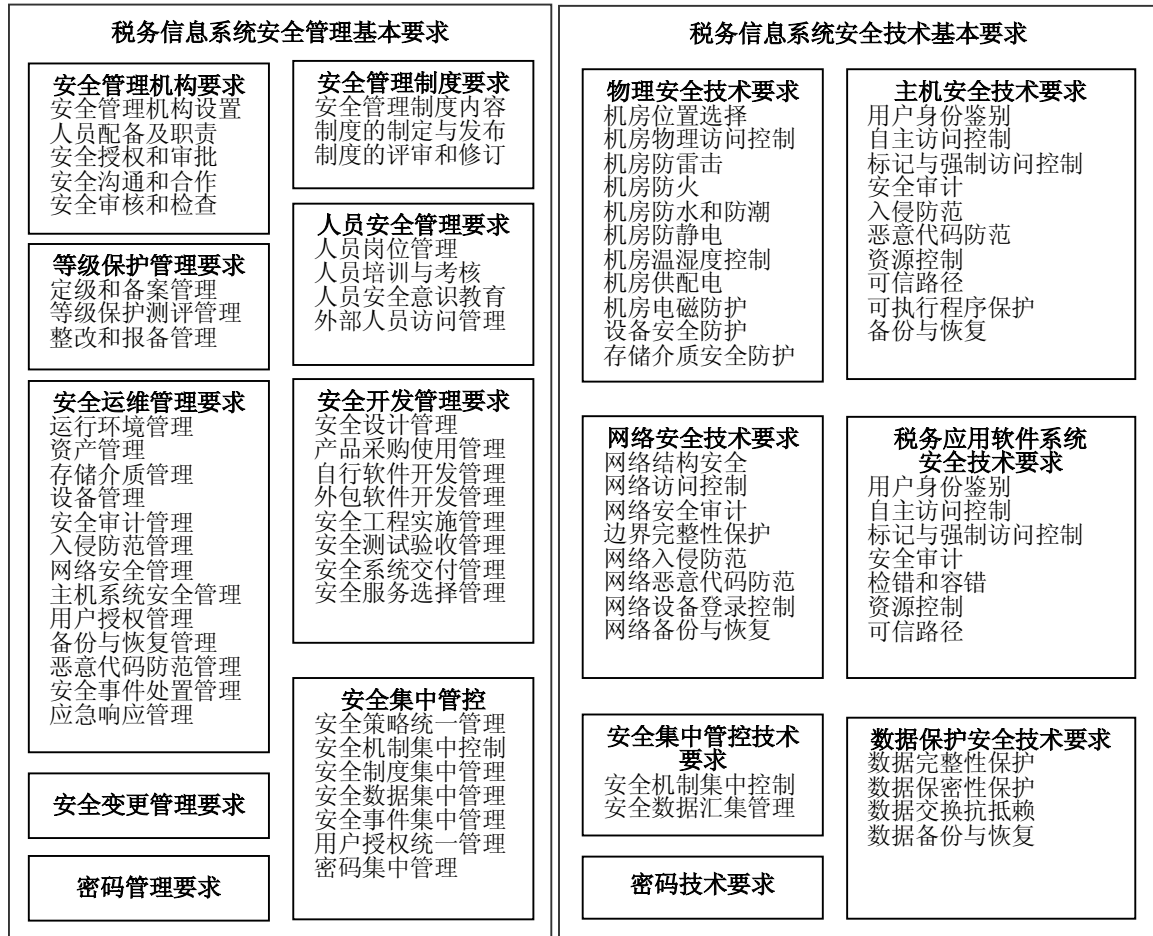 税务信息系统安全管理基本要求
安全管理机构要求
安全管理机构设置
人员配备及职责
安全授权和审批
安全沟通和合作
安全审核和检查
安全管理制度要求
安全管理制度内容
制度的制定与发布
制度的评审和修订
等级保护管理要求
定级和备案管理
等级保护测评管理
整改和报备管理
人员安全管理要求
人员岗位管理
人员培训与考核
人员安全意识教育
外部人员访问管理
安全运维管理要求
运行环境管理
资产管理
存储介质管理
设备管理
安全审计管理
入侵防范管理
网络安全管理
主机系统安全管理
用户授权管理
备份与恢复管理
恶意代码防范管理
安全事件处置管理
应急响应管理
安全开发管理要求
安全设计管理
产品采购使用管理
自行软件开发管理
外包软件开发管理
安全工程实施管理
安全测试验收管理
安全系统交付管理
安全服务选择管理
安全变更管理要求
密码管理要求
安全集中管控
安全策略统一管理
安全机制集中控制
安全制度集中管理
安全数据集中管理
安全事件集中管理
用户授权统一管理
密码集中管理
税务信息系统安全技术基本要求
物理安全技术要求
机房位置选择
机房物理访问控制
机房防雷击
机房防火
机房防水和防潮
机房防静电
机房温湿度控制
机房供配电
机房电磁防护
设备安全防护
存储介质安全防护
主机安全技术要求
用户身份鉴别
自主访问控制
标记与强制访问控制
安全审计
入侵防范
恶意代码防范
资源控制
可信路径
可执行程序保护
备份与恢复
网络安全技术要求
网络结构安全
网络访问控制
网络安全审计
边界完整性保护
网络入侵防范
网络恶意代码防范
网络设备登录控制
网络备份与恢复
税务应用软件系统
安全技术要求
用户身份鉴别
自主访问控制
标记与强制访问控制
安全审计
检错和容错
资源控制
可信路径
安全集中管控技术
要求
安全机制集中控制
安全数据汇集管理
密码技术要求
数据保护安全技术要求
数据完整性保护
数据保密性保护
数据交换抗抵赖
数据备份与恢复